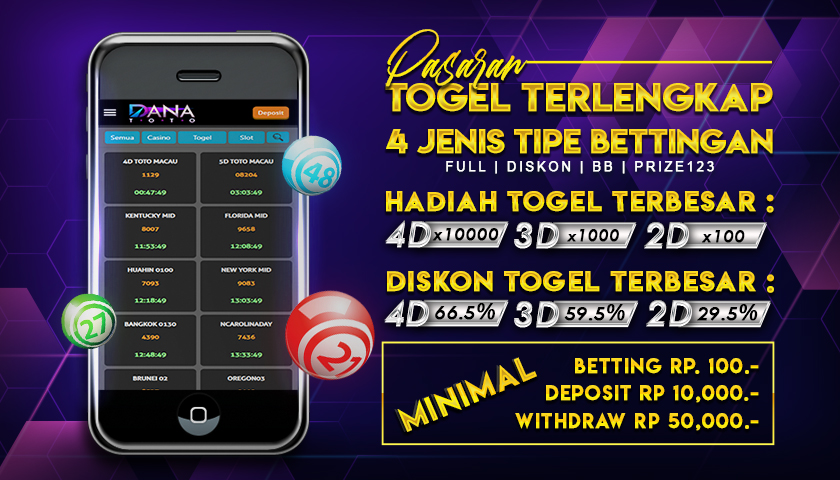 DANA
TOTO
Deposit
Semua Casino Togel Slot
4D TOTO MACAU
1129
00:47:49
5D TOTO MACAU
08204
03:03:49
KENTUCKY MID
8007
11:53:49
FLORIDA MID
9658
12:08:49
HUAHIN 0100
7093
12:18:49
NEW YORK MID
9083
13:03:49
BANGKOK 0130
4390
12:48:49
NCAROLINADAY
7436
13:33:49
BRUNEI 02
OREGON03
48
27
21
Pasaran
TOGEL TERLENGKAP
4 JENIS TIPE BETTINGAN
FULL | DISKON | BB | PRIZE123
HADIAH TOGEL TERBESAR :
4D x10000 3D x1000 2D x100
DISKON TOGEL TERBESAR :
4D 66.5% 3D 59.5% 2D 29.5%
MINIMAL
BETTING RP. 100.-
DEPOSIT RP 10,000.-
WITHDRAW RP 50,000.-